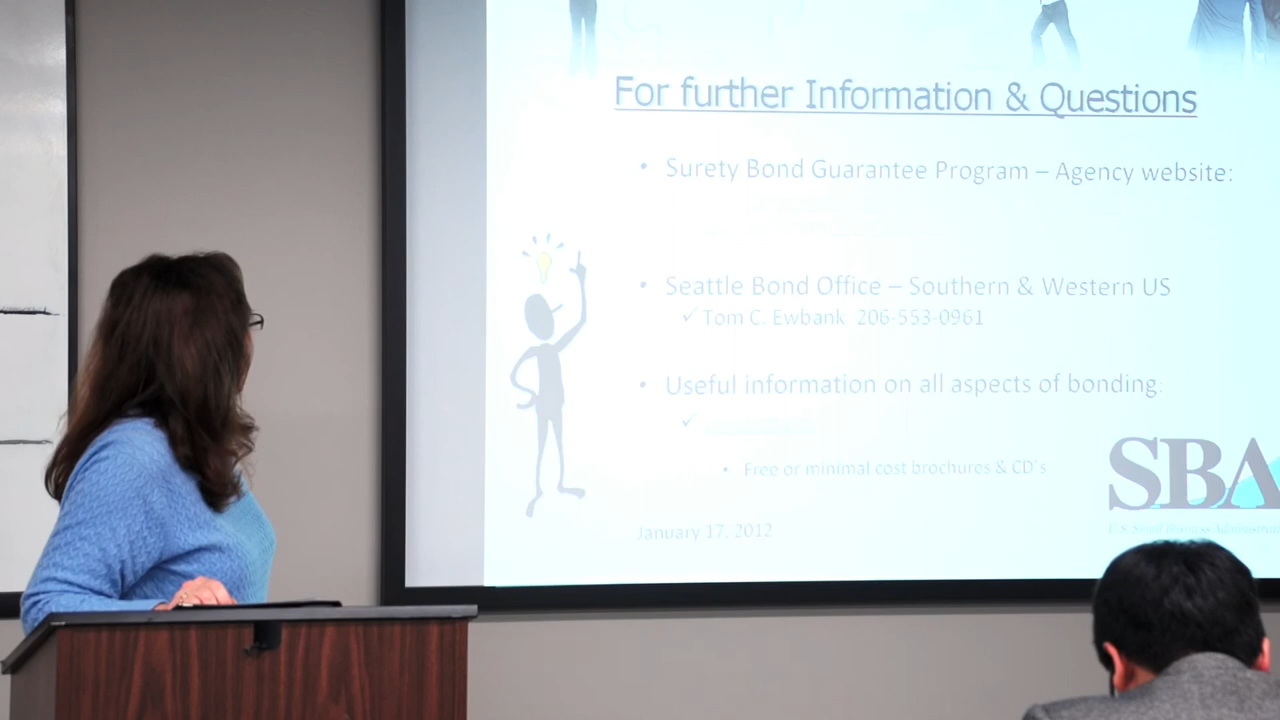 For further Information & Questions
• Surety Bond Guarantee Program – Agency website:
• Seattle Bond Office – Southern & Western US
✓ Tom C. Ewbank 206-553-0961
• Useful information on all aspects of bonding:
✓
• Free or minimal cost brochures & CD's
SBA
U.S. Small Business
January 17, 2012